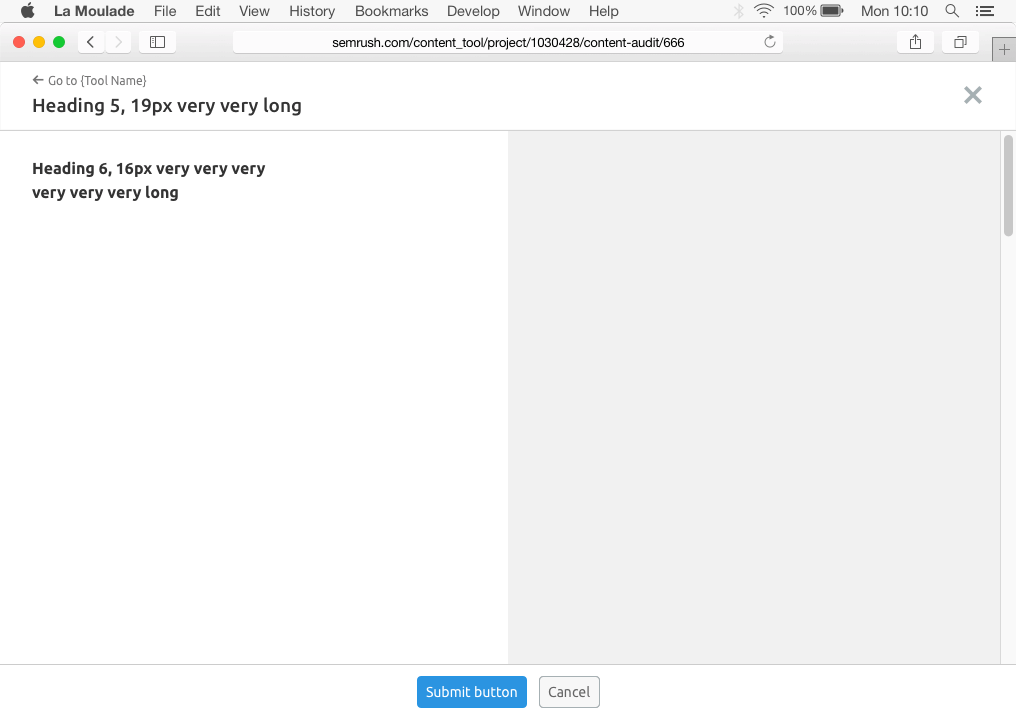 La Moulade File Edit View History Bookmarks Develop Window Help 100% Mon 10:10
semrush.com/content_tool/project/1030428/content-audit/666
Go to {Tool Name}
Heading 5, 19px very very long
Heading 6, 16px very very very
very very very long
Submit button Cancel